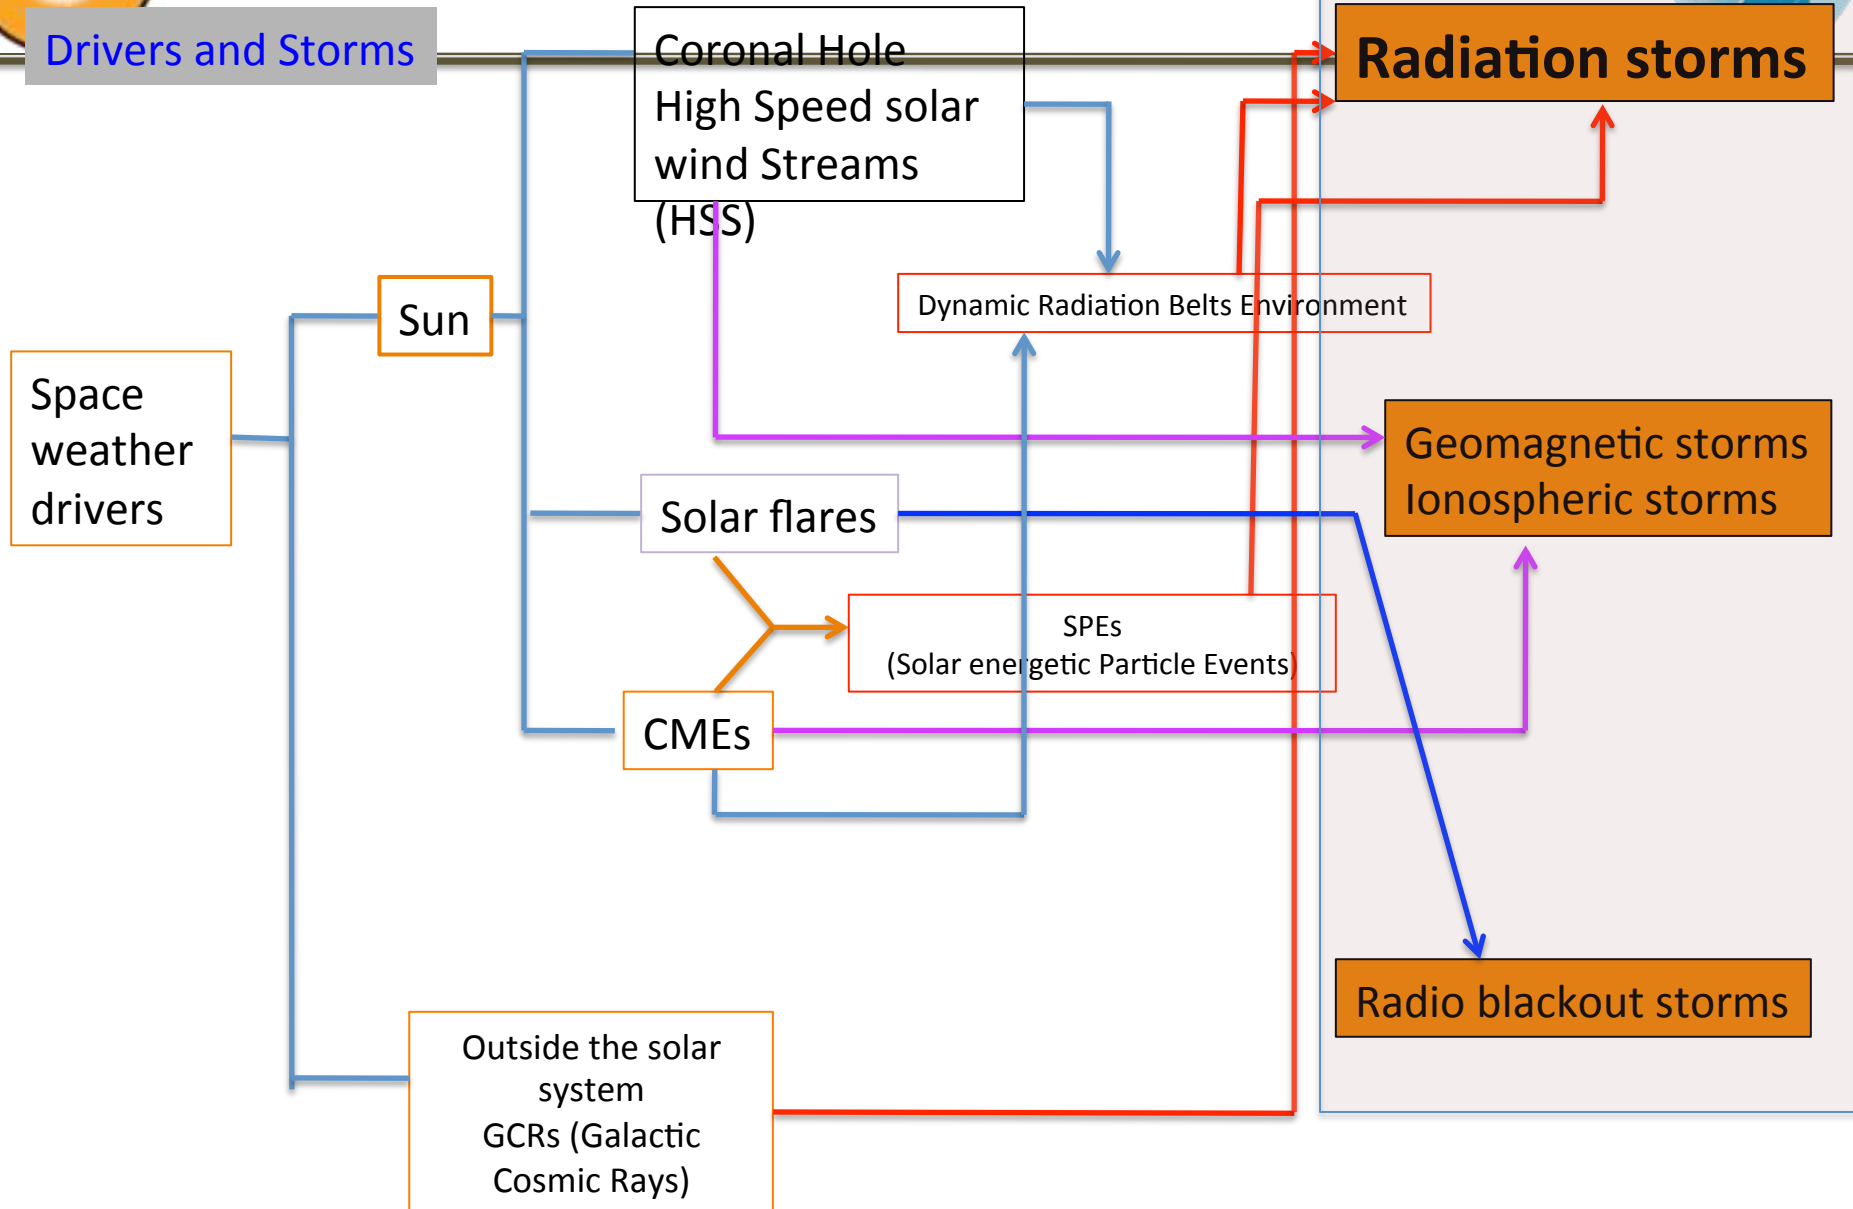 Drivers and Storms
Coronal Hole
High Speed solar
wind Streams
(HSS)
Radiation storms
Sun
Dynamic Radiation Belts Environment
Space
weather
drivers
Geomagnetic storms
Ionospheric storms
Solar flares
SPEs
(Solar energetic Particle Events)
CMEs
Radio blackout storms
Outside the solar
system
GCRs (Galactic
Cosmic Rays)